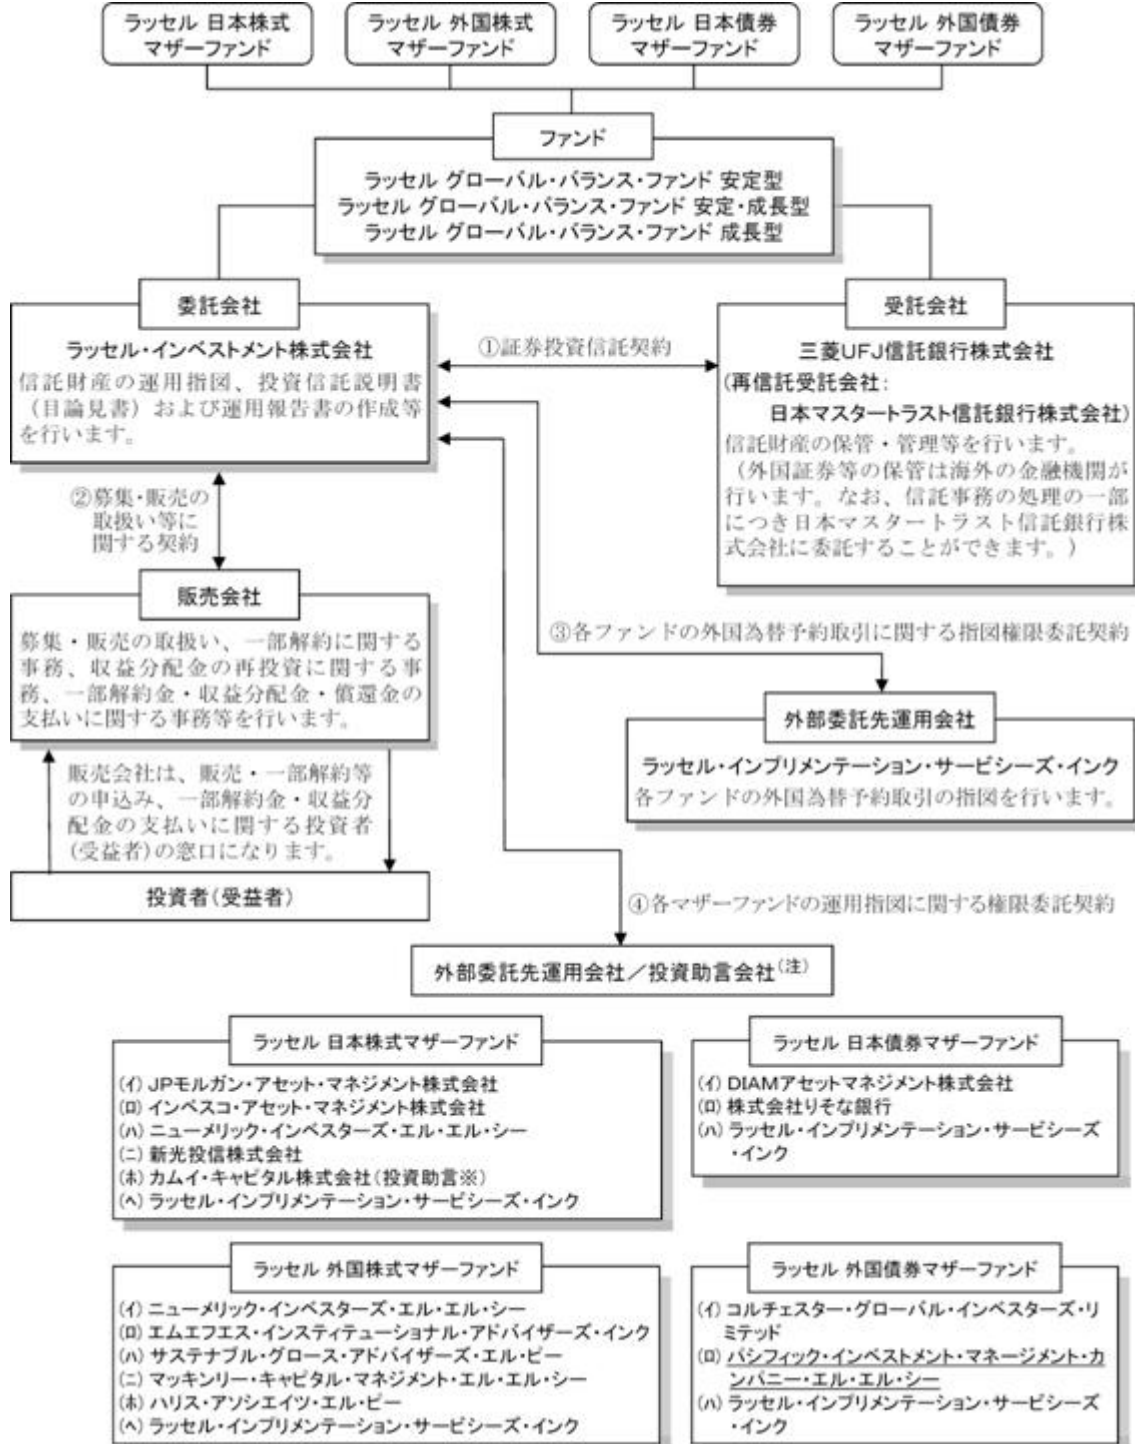 ラッセル 日本株式
マザーファンド
ラッセル 外国株式
マザーファンド
ラッセル 日本債券
マザーファンド
ラッセル 外国債券
マザーファンド
ファンド
ラッセル グローバル・バランス・ファンド 安定型
ラッセル グローバル・バランス・ファンド 安定・成長型
ラッセル グローバル・バランス・ファンド 成長型
委託会社
ラッセル・インベストメント株式会社
信託財産の運用指図、投資信託説明書
(目論見書)および運用報告書の作成等
を行います。
①証券投資信託契約
受託会社
三菱UFJ信託銀行株式会社
(再信託受託会社:
日本マスタートラスト信託銀行株式会社)
信託財産の保管・管理等を行います。
(外国証券等の保管は海外の金融機関が
行います。なお、信託事務の処理の一部
につき日本マスタートラスト信託銀行株
式会社に委託することができます。)
②募集・販売の
取扱い等に
関する契約
販売会社
募集・販売の取扱い、一部解約に関する
事務、収益分配金の再投資に関する事
務、一部解約金・収益分配金・償還金の
支払いに関する事務等を行います。
③各ファンドの外国為替予約取引に関する指図権限委託契約
外部委託先運用会社
ラッセル・インプリメンテーション・サービシーズ・インク
各ファンドの外国為替予約取引の指図を行います。
販売会社は、販売・一部解約等
の申込み、一部解約金・収益分
配金の支払いに関する投資者
(受益者)の窓口になります。
投資者(受益者)
④各マザーファンドの運用指図に関する権限委託契約
外部委託先運用会社/投資助言会社(注)
ラッセル 日本株式マザーファンド
(イ) JPモルガン・アセット・マネジメント株式会社
(ロ) インベスコ・アセット・マネジメント株式会社
(ハ) ニューメリック・インベスターズ・エル・エル・シー
(ニ) 新光投信株式会社
(ホ) カムイ・キャピタル株式会社(投資助言※)
(ヘ) ラッセル・インプリメンテーション・サービシーズ・インク
ラッセル 日本債券マザーファンド
(イ) DIAMアセットマネジメント株式会社
(ロ) 株式会社りそな銀行
(ハ) ラッセル・インプリメンテーション・サービシーズ
・インク
ラッセル 外国株式マザーファンド
(イ) ニューメリック・インベスターズ・エル・エル・シー
(ロ) エムエフエス・インスティテューショナル・アドバイザーズ・インク
(ハ) サステナブル・グロース・アドバイザーズ・エル・ピー
(ニ) マッキンリー・キャピタル・マネジメント・エル・エル・シー
(ホ) ハリス・アソシエイツ・エル・ピー
(ヘ) ラッセル・インプリメンテーション・サービシーズ・インク
ラッセル 外国債券マザーファンド
(イ) コルチェスター・グローバル・インベスターズ・リ
ミテッド
(ロ) パシフィック・インベストメント・マネージメント・カ
ンパニー・エル・エル・シー
(ハ) ラッセル・インプリメンテーション・サービシーズ
・インク